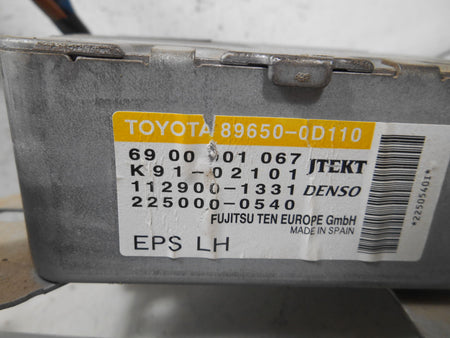 TOYOTA 89650-0D110
69 00 001 067 JTEKT
K91-02101
112900-1331 DENSO
225000-0540
FUJITSU TEN EUROPE GmbH
MADE IN SPAIN
EPS LH
*2250540I*